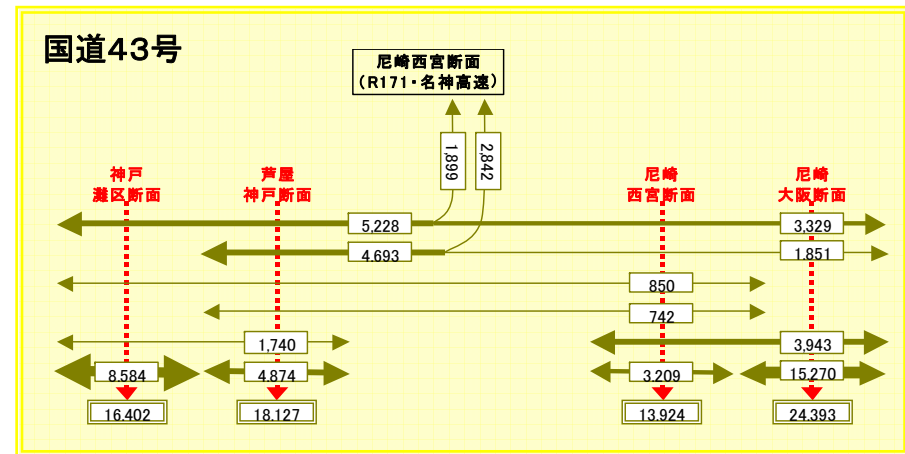 国道43号
尼崎西宮断面
(R171・名神高速)
1,899
2,842
神戸
灘区断面
芦屋
神戸断面
尼崎
西宮断面
尼崎
大阪断面
5,228
3,329
4.693
1.851
850
742
1,740
3,943
8.584
4.874
3.209
15.270
16.402
18.127
13.924
24.393